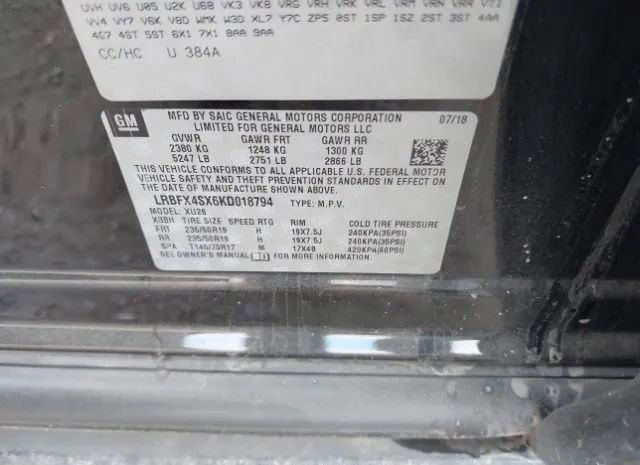 UVH UV6 U05 U2K U68 VK3 VK8 VRG VRH VRK VRL VRM VRN VRR VTI
VV4 VY7 V6K V8D WMK W3D XL7 Y7C ZP5 0ST 1SP 1SZ 2ST 3ST 4AA
4G7 4ST 5ST 6X1 7X1 8AA 9AA
CC/HC U 384A
GM
MFD BY SAIC GENERAL MOTORS CORPORATION 07/18
LIMITED FOR GENERAL MOTORS LLC
GVWR GAWR FRT GAWR RR
2380 KG 1248 KG 1300 KG
5247 LB 2751 LB 2866 LB
THIS VEHICLE CONFORMS TO ALL APPLICABLE U.S. FEDERAL MOTOR
VEHICLE SAFETY, BUMPER, AND THEFT PREVENTION STANDARDS IN
EFFECT ON THE DATE OF MANUFACTURE SHOWN ABOVE.
LRBFX4SX6KD018794 TYPE: M.P.V.
MODEL: XU26
XBBH TIRE SIZE SPEED RTG RIM COLD TIRE PRESSURE
FRT 235/50R19 H 19X7.5J 240KPA(35PSI)
RR 235/50R19 H 19X7.5J 240KPA(35PSI)
SPA T145/70R17 M 17X4B 420KPA(60PSI)
SEE OWNER'S MANUAL FOR MORE INFORMATION.